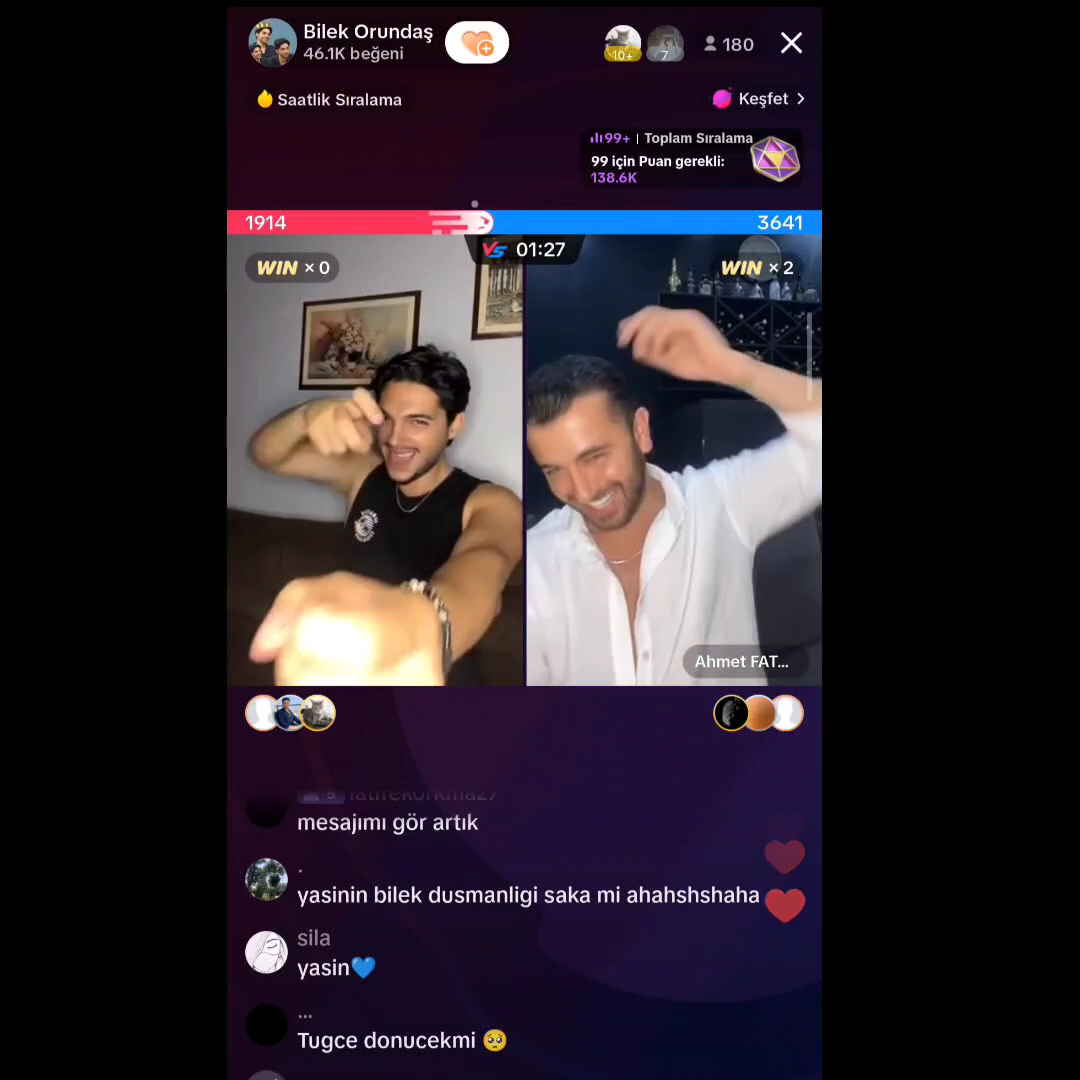 Bilek Orundaş
46.1K beğeni
10+
7
180
Saatlik Sıralama
Keşfet
99+ | Toplam Sıralama
99 için Puan gerekli:
138.6K
1914
3641
VS 01:27
WIN × 0
WIN × 2
Ahmet FAT...
5
mesajımı gör artık
.
yasinin bilek dusmanligi saka mi ahahshshaha
sila
yasin💙
...
Tugce donucekmi 🥺